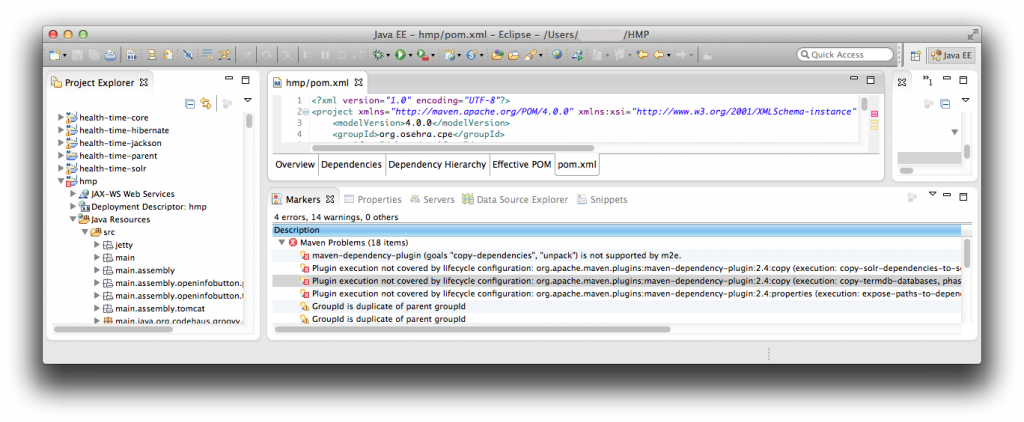 Java EE - hmp/pom.xml - Eclipse - /Users/ /HMP
Quick Access
Java EE
Project Explorer
health-time-core
health-time-hibernate
health-time-jackson
health-time-parent
health-time-solr
hmp
JAX-WS Web Services
Deployment Descriptor: hmp
Java Resources
src
jetty
main
main.assembly
main.assembly.openinfobutton.
main.assembly.openinfobutton.
main.assembly.tomcat
main.java.org.codehaus.groovy
hmp/pom.xml
1 <?xml version="1.0" encoding="UTF-8"?>
2 <project xmlns="http://maven.apache.org/POM/4.0.0" xmlns:xsi="http://www.w3.org/2001/XMLSchema-instance"
3 <modelVersion>4.0.0</modelVersion>
4 <groupId>org.osehra.cpe</groupId>
Overview
Dependencies
Dependency Hierarchy
Effective POM
pom.xml
»1
Markers
Properties
Servers
Data Source Explorer
Snippets
4 errors, 14 warnings, 0 others
Description
Maven Problems (18 items)
maven-dependency-plugin (goals "copy-dependencies", "unpack") is not supported by m2e.
Plugin execution not covered by lifecycle configuration: org.apache.maven.plugins:maven-dependency-plugin:2.4:copy (execution: copy-solr-dependencies-to-s
Plugin execution not covered by lifecycle configuration: org.apache.maven.plugins:maven-dependency-plugin:2.4:copy (execution: copy-termdb-databases, phas
Plugin execution not covered by lifecycle configuration: org.apache.maven.plugins:maven-dependency-plugin:2.4:properties (execution: expose-paths-to-depen
GroupId is duplicate of parent groupId
GroupId is duplicate of parent groupId